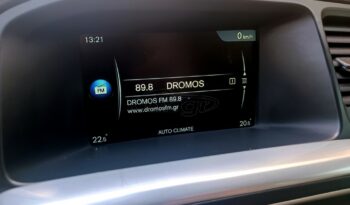 13:21
0 km/h
89.8 DROMOS
1
FM
DROMOS FM 89.8
www.dromosfm.gr
22.5
AUTO CLIMATE
20.5